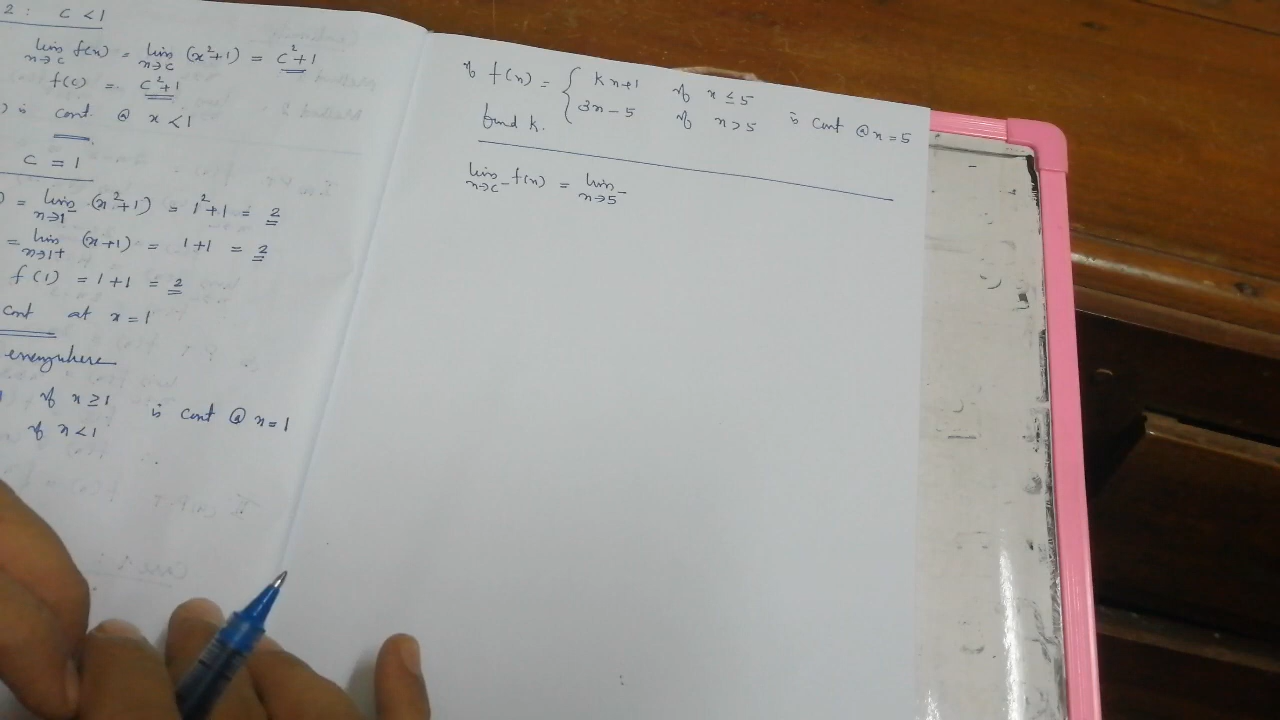 2 : C < 1
lim f(x) = lim (x²+1) = c²+1
x→c x→c
f(c) = c²+1
) is cont. @ x < 1
C = 1
) = lim (x²+1) = 1²+1 = 2
x→1⁻
= lim (x+1) = 1+1 = 2
x→1+
f(1) = 1+1 = 2
cont at x = 1
everywhere
if x ≥ 1 is cont @ x = 1
if x < 1
If f(x) = { kx+1 if x ≤ 5
3x-5 if x > 5 is cont @ x = 5
find k.
lim f(x) = lim
x→c⁻ x→5⁻